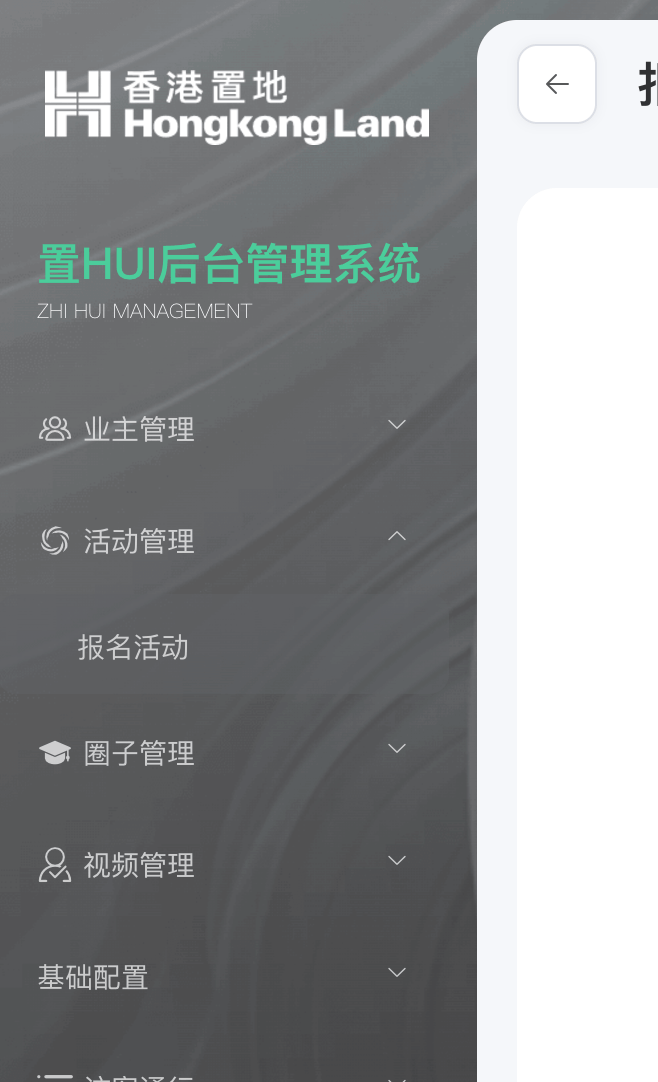 香港置地
Hongkong Land
置HUI后台管理系统
ZHI HUI MANAGEMENT
业主管理
活动管理
报名活动
圈子管理
视频管理
基础配置